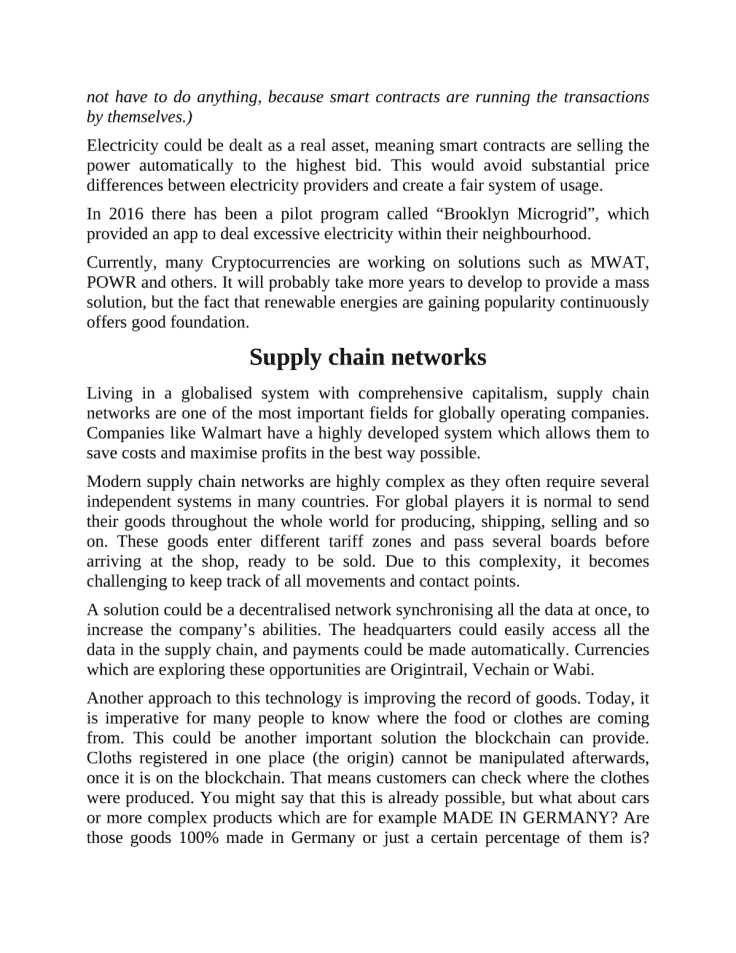 not have to do anything, because smart contracts are running the transactions
by themselves.)
Electricity could be dealt as a real asset, meaning smart contracts are selling the
power automatically to the highest bid. This would avoid substantial price
differences between electricity providers and create a fair system of usage.
In 2016 there has been a pilot program called “Brooklyn Microgrid”, which
provided an app to deal excessive electricity within their neighbourhood.
Currently, many Cryptocurrencies are working on solutions such as MWAT,
POWR and others. It will probably take more years to develop to provide a mass
solution, but the fact that renewable energies are gaining popularity continuously
offers good foundation.
Supply chain networks
Living in a globalised system with comprehensive capitalism, supply chain
networks are one of the most important fields for globally operating companies.
Companies like Walmart have a highly developed system which allows them to
save costs and maximise profits in the best way possible.
Modern supply chain networks are highly complex as they often require several
independent systems in many countries. For global players it is normal to send
their goods throughout the whole world for producing, shipping, selling and so
on. These goods enter different tariff zones and pass several boards before
arriving at the shop, ready to be sold. Due to this complexity, it becomes
challenging to keep track of all movements and contact points.
A solution could be a decentralised network synchronising all the data at once, to
increase the company’s abilities. The headquarters could easily access all the
data in the supply chain, and payments could be made automatically. Currencies
which are exploring these opportunities are Origintrail, Vechain or Wabi.
Another approach to this technology is improving the record of goods. Today, it
is imperative for many people to know where the food or clothes are coming
from. This could be another important solution the blockchain can provide.
Cloths registered in one place (the origin) cannot be manipulated afterwards,
once it is on the blockchain. That means customers can check where the clothes
were produced. You might say that this is already possible, but what about cars
or more complex products which are for example MADE IN GERMANY? Are
those goods 100% made in Germany or just a certain percentage of them is?